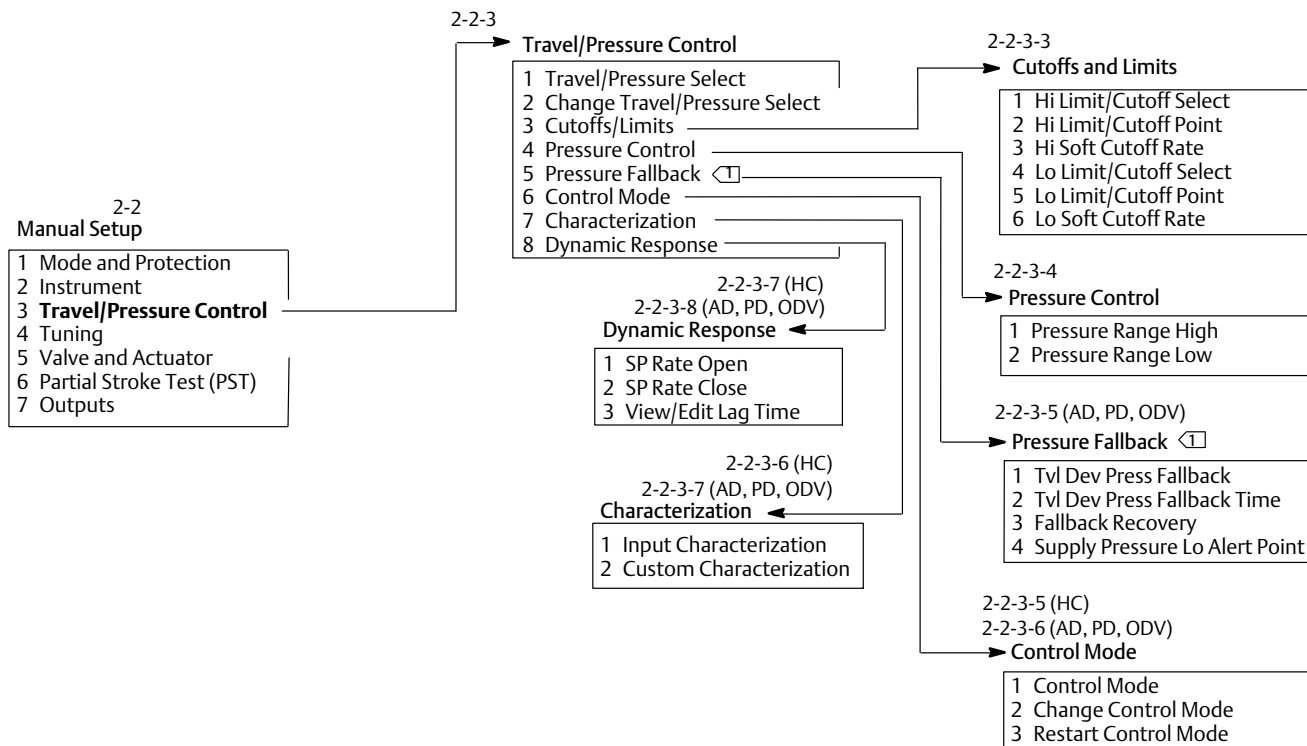 2-2
Manual Setup
1 Mode and Protection
2 Instrument
3 Travel/Pressure Control
4 Tuning
5 Valve and Actuator
6 Partial Stroke Test (PST)
7 Outputs
2-2-3
Travel/Pressure Control
1 Travel/Pressure Select
2 Change Travel/Pressure Select
3 Cutoffs/Limits
4 Pressure Control
5 Pressure Fallback 1
6 Control Mode
7 Characterization
8 Dynamic Response
2-2-3-7 (HC)
2-2-3-8 (AD, PD, ODV)
Dynamic Response
1 SP Rate Open
2 SP Rate Close
3 View/Edit Lag Time
2-2-3-6 (HC)
2-2-3-7 (AD, PD, ODV)
Characterization
1 Input Characterization
2 Custom Characterization
2-2-3-3
Cutoffs and Limits
1 Hi Limit/Cutoff Select
2 Hi Limit/Cutoff Point
3 Hi Soft Cutoff Rate
4 Lo Limit/Cutoff Select
5 Lo Limit/Cutoff Point
6 Lo Soft Cutoff Rate
2-2-3-4
Pressure Control
1 Pressure Range High
2 Pressure Range Low
2-2-3-5 (AD, PD, ODV)
Pressure Fallback 1
1 Tvl Dev Press Fallback
2 Tvl Dev Press Fallback Time
3 Fallback Recovery
4 Supply Pressure Lo Alert Point
2-2-3-5 (HC)
2-2-3-6 (AD, PD, ODV)
Control Mode
1 Control Mode
2 Change Control Mode
3 Restart Control Mode